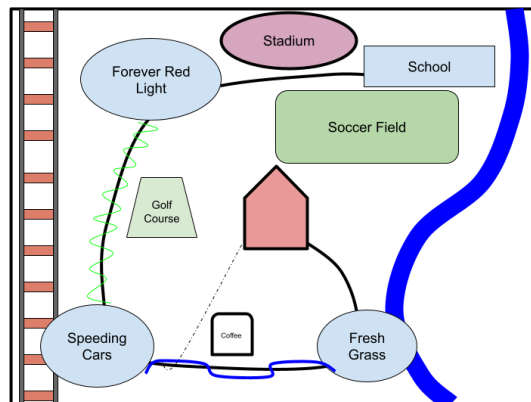 Stadium
Forever Red
Light
School
Soccer Field
Golf
Course
Coffee
Speeding
Cars
Fresh
Grass